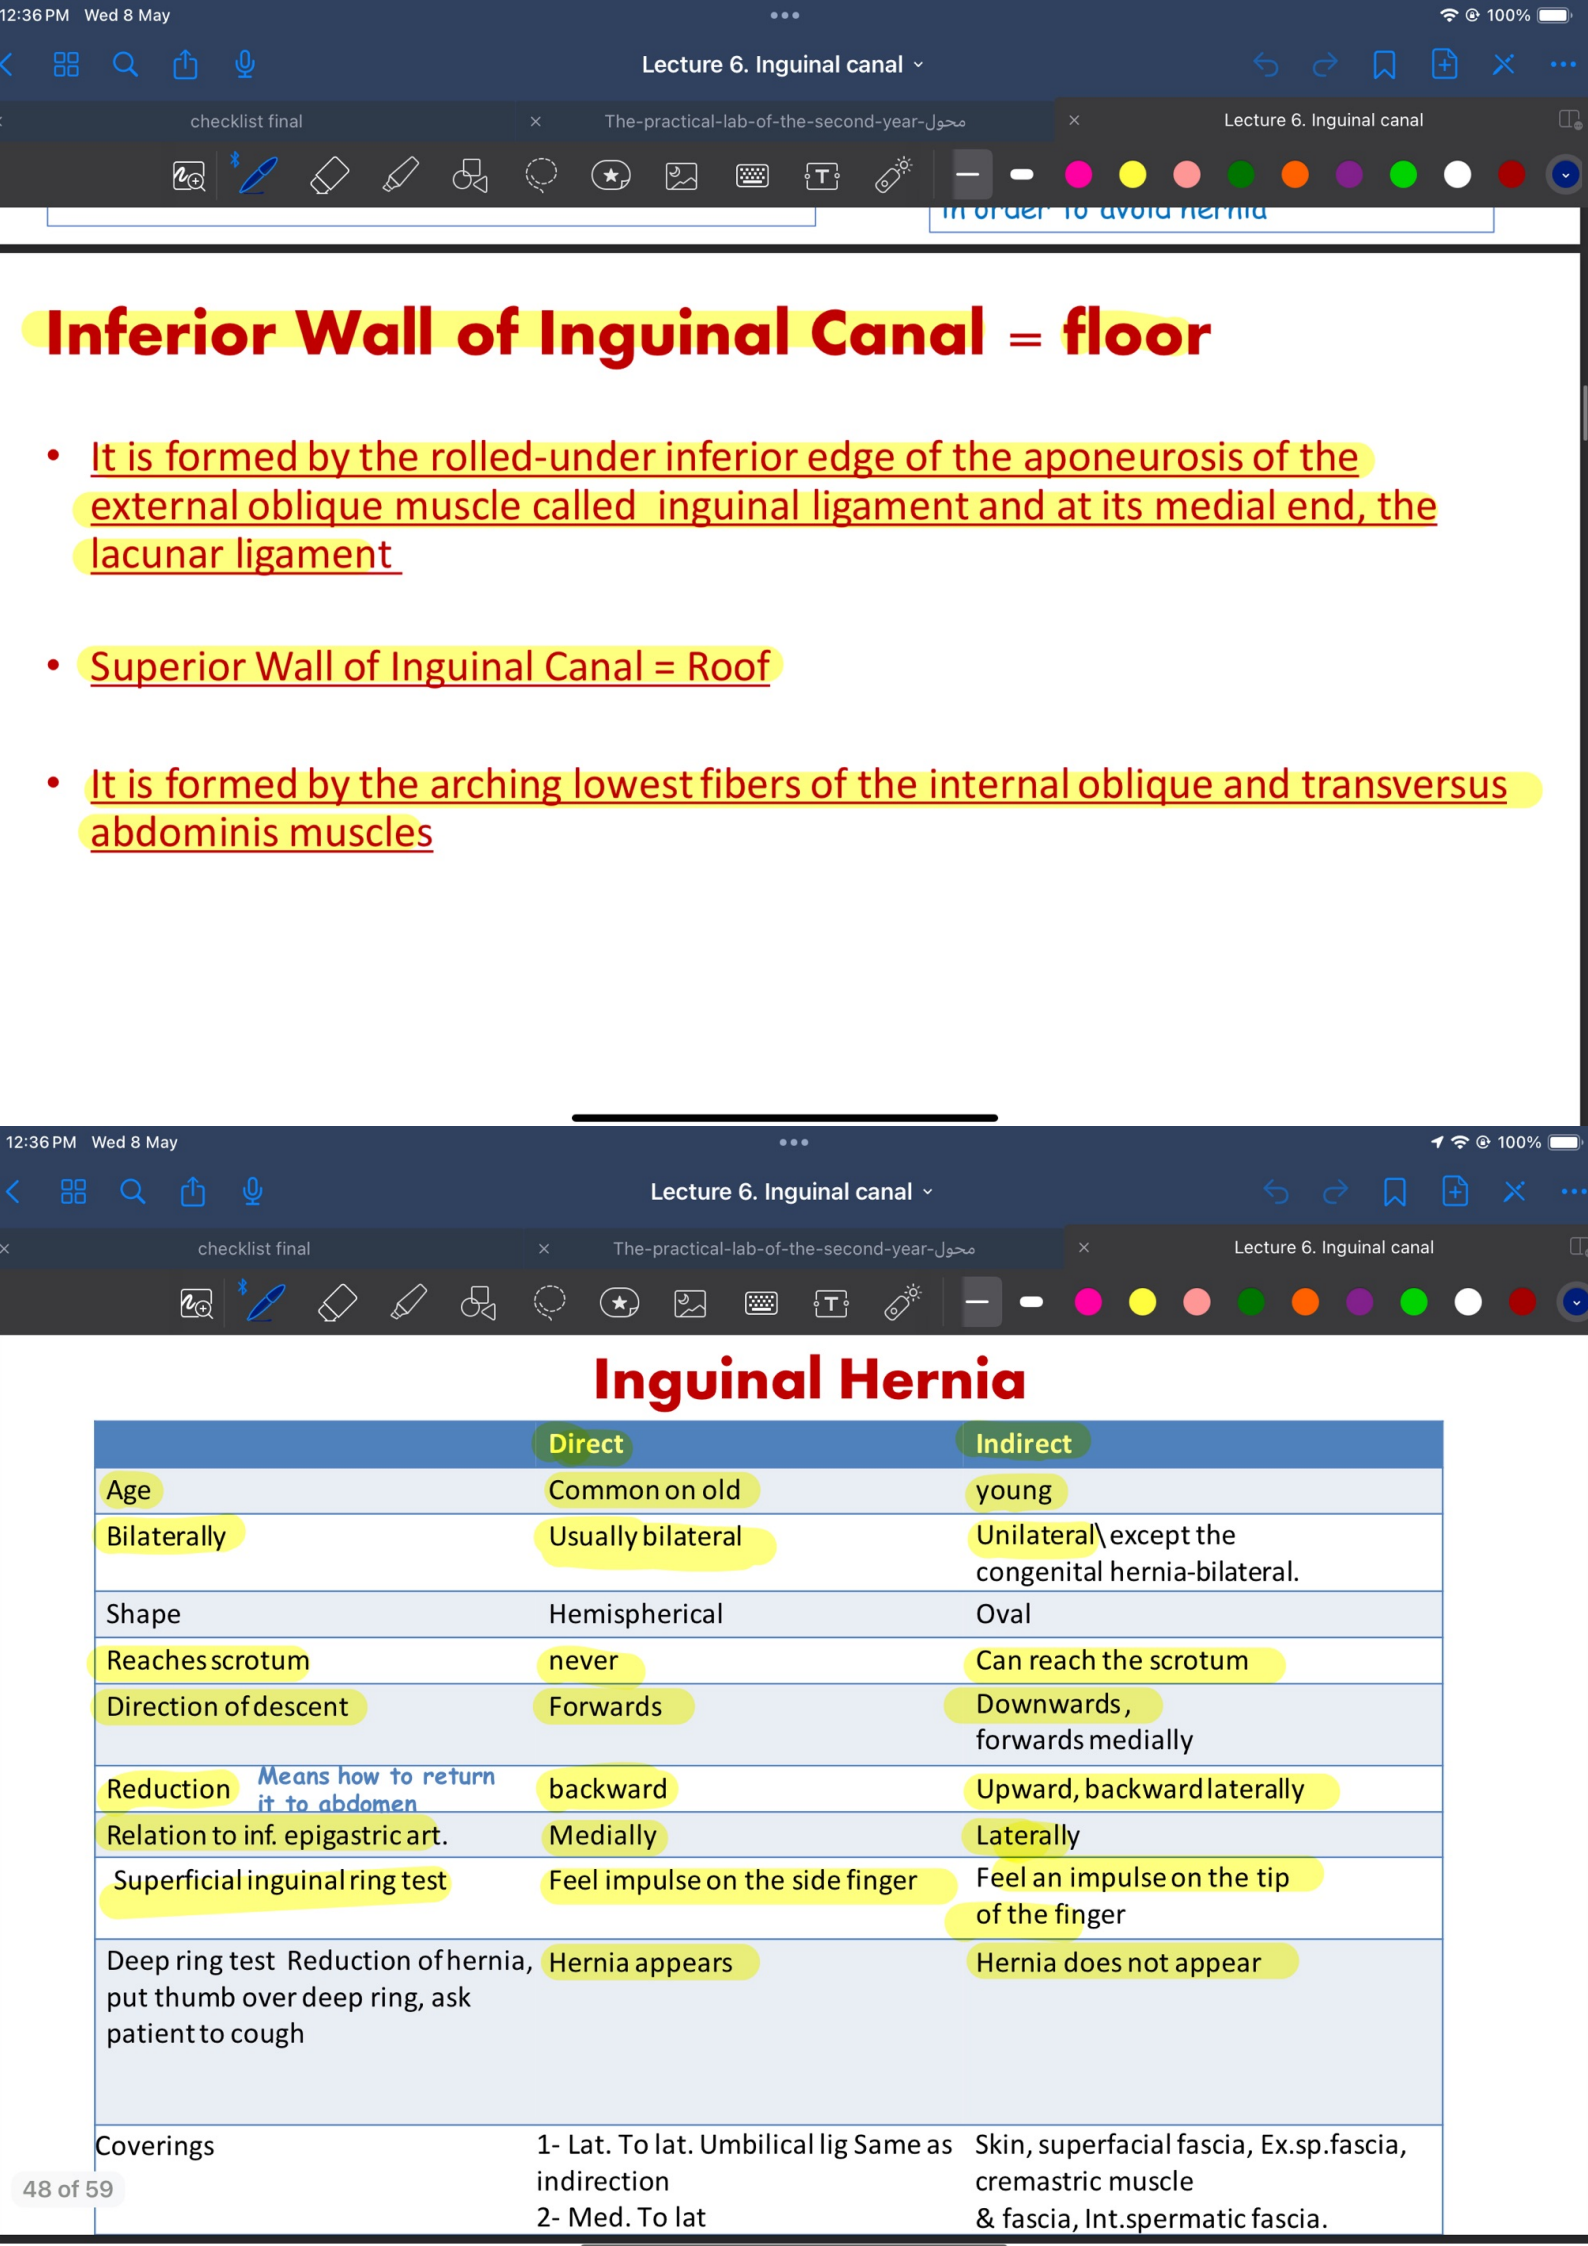 12:36 PM Wed 8 May
100%
Lecture 6. Inguinal canal
checklist final
The-practical-lab-of-the-second-year-محول
Lecture 6. Inguinal canal
in order to avoid hernia
Inferior Wall of Inguinal Canal = floor
• It is formed by the rolled-under inferior edge of the aponeurosis of the
external oblique muscle called inguinal ligament and at its medial end, the
lacunar ligament
• Superior Wall of Inguinal Canal = Roof
• It is formed by the arching lowest fibers of the internal oblique and transversus
abdominis muscles
12:36 PM Wed 8 May
100%
Lecture 6. Inguinal canal
checklist final
The-practical-lab-of-the-second-year-محول
Lecture 6. Inguinal canal
Inguinal Hernia
Direct Indirect
Age Common on old young
Bilaterally Usually bilateral Unilateral\ except the
congenital hernia-bilateral.
Shape Hemispherical Oval
Reaches scrotum never Can reach the scrotum
Direction of descent Forwards Downwards,
forwards medially
Means how to return
Reduction backward Upward, backward laterally
it to abdomen
Relation to inf. epigastric art. Medially Laterally
Superficial inguinal ring test Feel impulse on the side finger Feel an impulse on the tip
of the finger
Deep ring test Reduction of hernia, Hernia appears Hernia does not appear
put thumb over deep ring, ask
patient to cough
Coverings 1- Lat. To lat. Umbilical lig Same as Skin, superfacial fascia, Ex.sp.fascia,
indirection cremastric muscle
2- Med. To lat & fascia, Int.spermatic fascia.
48 of 59